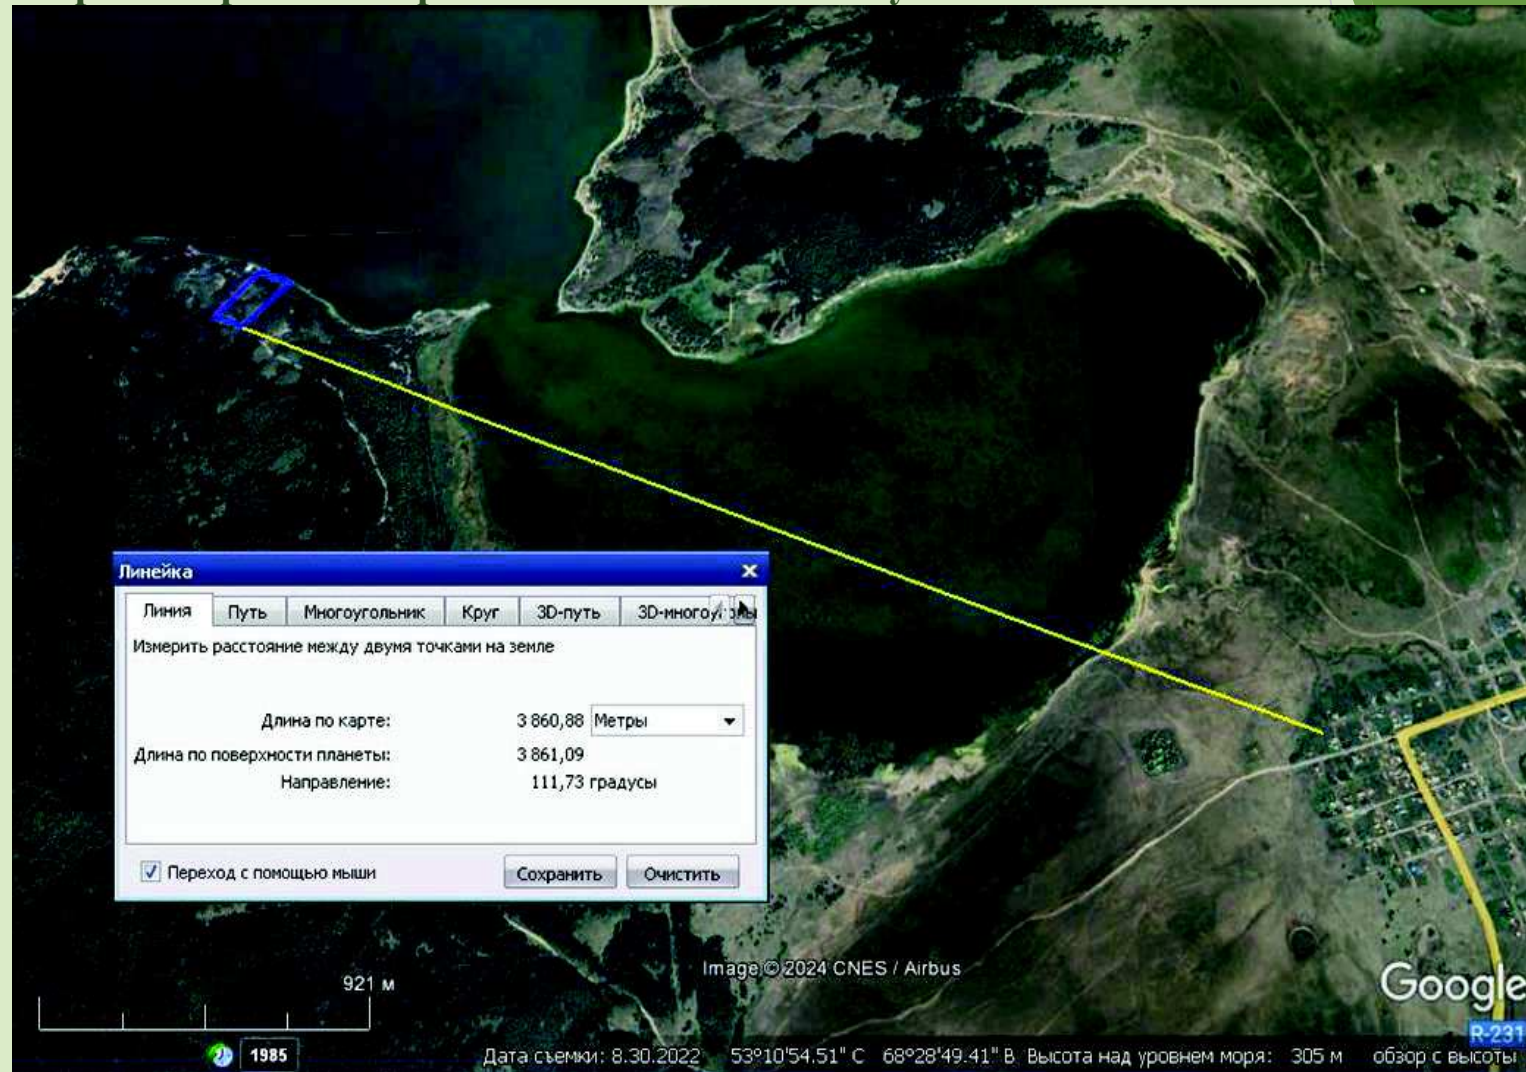 Линейка
Линия Путь Многоугольник Круг 3D-путь
Измерить расстояние между двумя точками на земле
Длина по карте: 3 860,88 Метры
Длина по поверхности планеты: 3 861,09
Направление: 111,73 градусы
Переход с помощью мыши Сохранить Очистить
Image © 2024 CNES / Airbus
921 м
Google
R-231
1985
Дата съемки: 8.30.2022 53°10'54.51" С 68°28'49.41" В Высота над уровнем моря: 305 м обзор с высоты